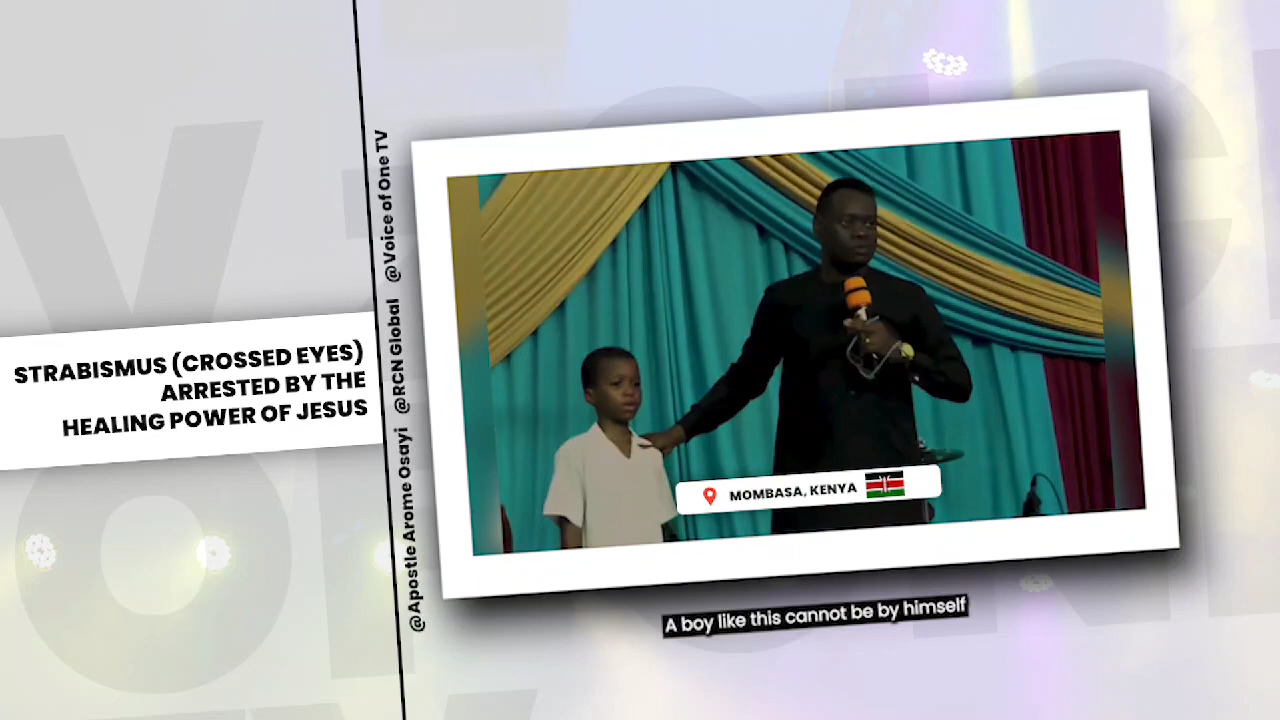 STRABISMUS (CROSSED EYES)
ARRESTED BY THE
HEALING POWER OF JESUS
@Apostle Arome Osayi @RCN Global @Voice of One TV
MOMBASA, KENYA
A boy like this cannot be by himself